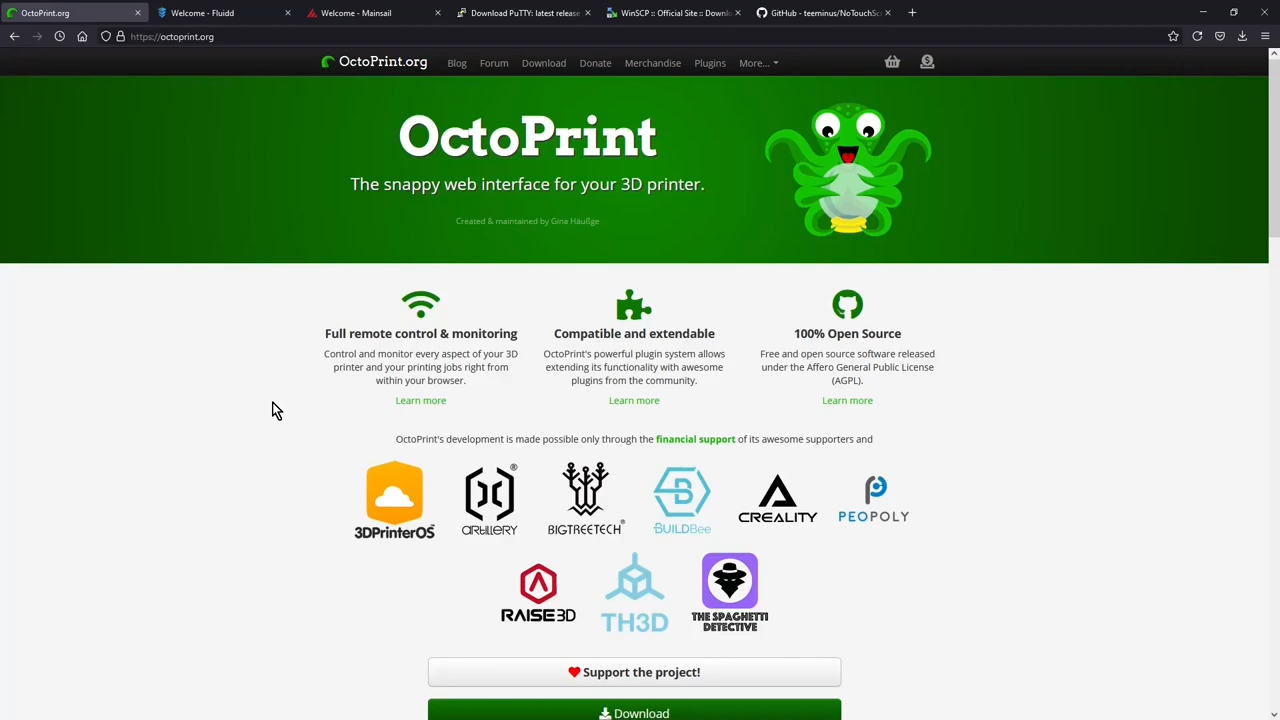 OctoPrint.org
Welcome - Fluidd
Welcome - Mainsail
Download PuTTY: latest release
WinSCP :: Official Site :: Downlo
GitHub - teeminus/NoTouchSc
https://octoprint.org
OctoPrint.org Blog Forum Download Donate Merchandise Plugins More...
OctoPrint
The snappy web interface for your 3D printer.
Created & maintained by Gina Häußge
Full remote control & monitoring
Control and monitor every aspect of your 3D
printer and your printing jobs right from
within your browser.
Learn more
Compatible and extendable
OctoPrint's powerful plugin system allows
extending its functionality with awesome
plugins from the community.
Learn more
100% Open Source
Free and open source software released
under the Affero General Public License
(AGPL).
Learn more
OctoPrint's development is made possible only through the financial support of its awesome supporters and
3DPrinterOS
ARTILLERY®
BIGTREETECH®
BUILDBee
CREALITY
PEOPOLY
RAISE3D
TH3D
THE SPAGHETTI
DETECTIVE
Support the project!
Download